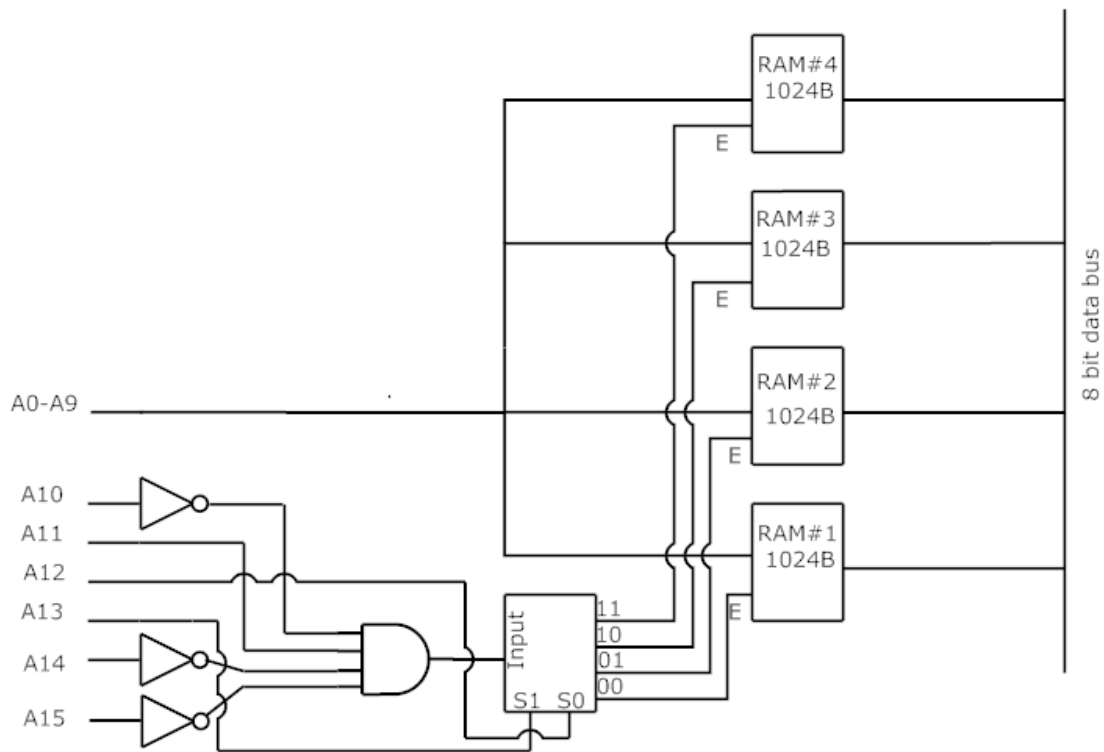 RAM#4
1024B
E
RAM#3
1024B
E
8 bit data bus
RAM#2
1024B
A0-A9
E
A10
RAM#1
1024B
A11
A12
A13
E
Input
11
10
01
00
S1 S0
A14
A15